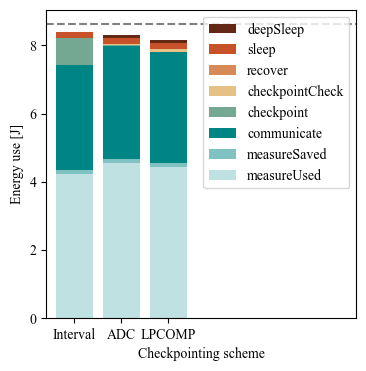 Energy use [J]
8
6
4
2
0
deepSleep
sleep
recover
checkpointCheck
checkpoint
communicate
measureSaved
measureUsed
Interval ADC LPCOMP
Checkpointing scheme